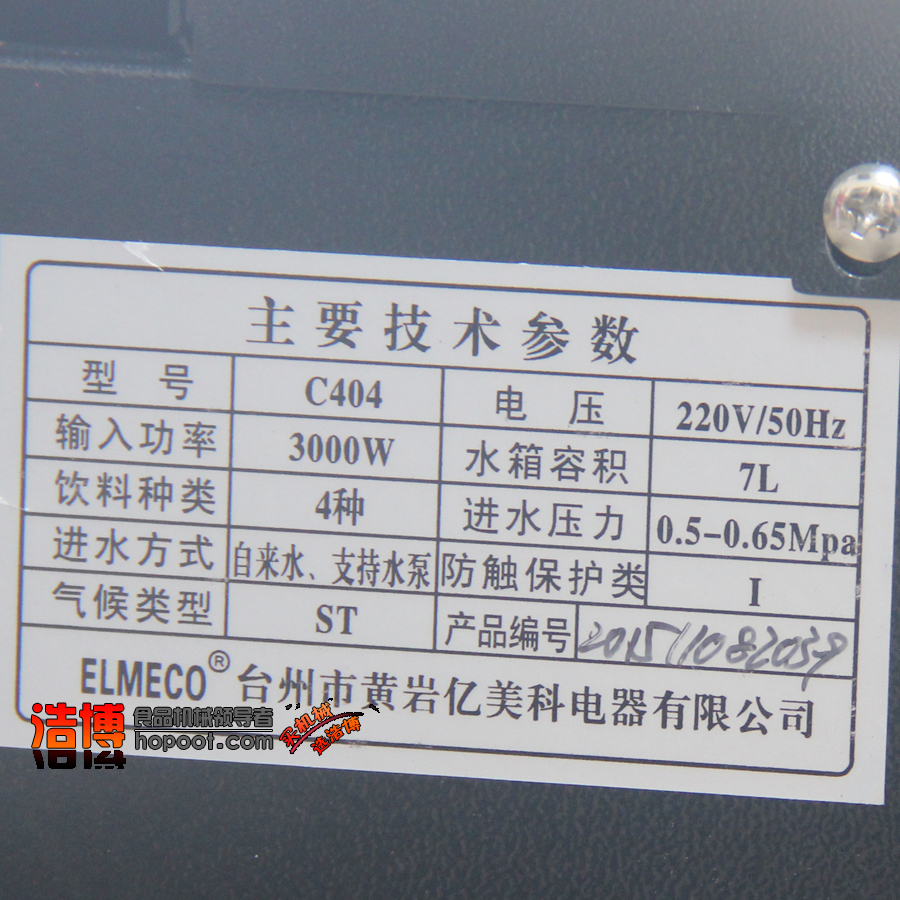 主要技术参数
型 号 C404 电 压 220V/50Hz
输入功率 3000W 水箱容积 7L
饮料种类 4种 进水压力 0.5-0.65Mpa
进水方式 自来水、支持水泵 防触保护类 I
气候类型 ST 产品编号 201511082039
ELMECO® 台州市黄岩亿美科电器有限公司
浩博 食品机械领导者
hopoot.com
买机械
选浩博